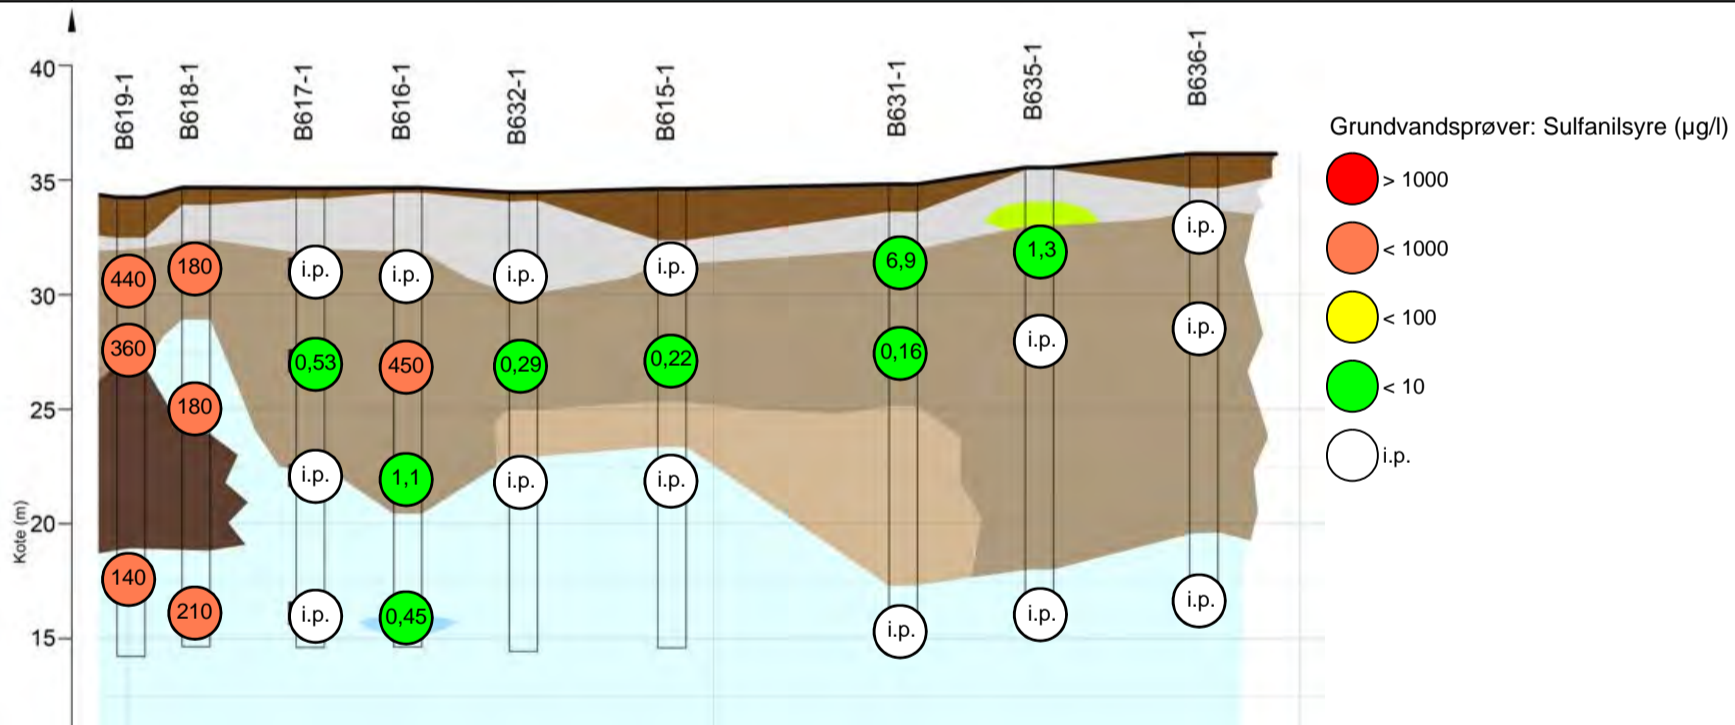 B619-1
B618-1
B617-1
B616-1
B632-1
B615-1
B631-1
B635-1
B636-1
40
35
30
25
20
15
Kote (m)
440
180
i.p.
i.p.
i.p.
i.p.
6,9
1,3
i.p.
360
180
0,53
450
0,29
0,22
0,16
i.p.
i.p.
i.p.
1,1
i.p.
i.p.
140
210
i.p.
0,45
i.p.
i.p.
i.p.
Grundvandsprøver: Sulfanilsyre (µg/l)
> 1000
< 1000
< 100
< 10
i.p.